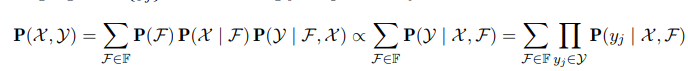 P(𝒳, 𝒴) = ∑_{ℱ∈𝔽} P(ℱ) P(𝒳 | ℱ) P(𝒴 | ℱ, 𝒳) ∝ ∑_{ℱ∈𝔽} P(𝒴 | 𝒳, ℱ) = ∑_{ℱ∈𝔽} ∏_{y_j∈𝒴} P(y_j | 𝒳, ℱ)